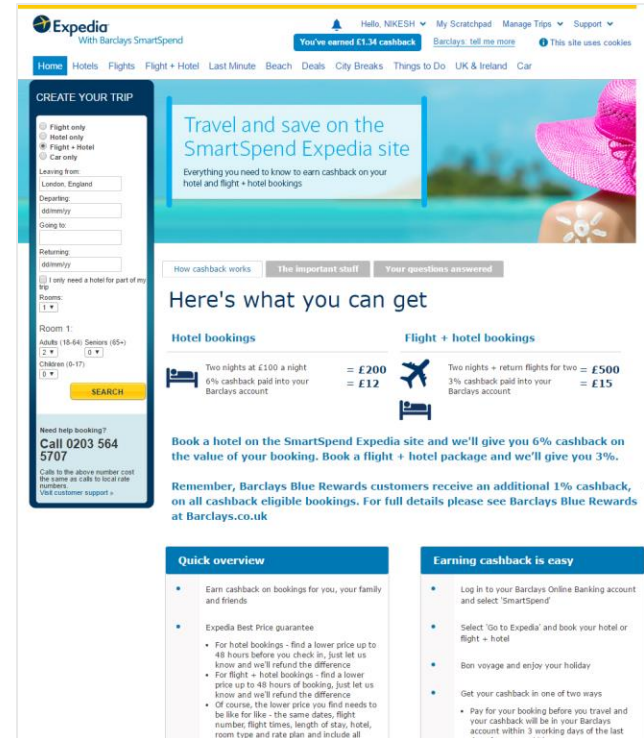 Expedia
With Barclays SmartSpend
Hello, NIKESH My Scratchpad Manage Trips Support
You've earned £1.34 cashback Barclays: tell me more This site uses cookies
Home Hotels Flights Flight + Hotel Last Minute Beach Deals City Breaks Things to Do UK & Ireland Car
CREATE YOUR TRIP
Flight only
Hotel only
Flight + Hotel
Car only
Leaving from:
London, England
Departing:
dd/mm/yy
Going to:
Returning:
dd/mm/yy
I only need a hotel for part of my
trip
Rooms:
1
Room 1:
Adults (18-64) Seniors (65+)
2 0
Children (0-17)
0
SEARCH
Need help booking?
Call 0203 564
5707
Calls to the above number cost
the same as calls to local rate
numbers.
Visit customer support »
Travel and save on the
SmartSpend Expedia site
Everything you need to know to earn cashback on your
hotel and flight + hotel bookings
How cashback works The important stuff Your questions answered
Here's what you can get
Hotel bookings
Two nights at £100 a night = £200
6% cashback paid into your = £12
Barclays account
Flight + hotel bookings
Two nights + return flights for two = £500
3% cashback paid into your = £15
Barclays account
Book a hotel on the SmartSpend Expedia site and we'll give you 6% cashback on
the value of your booking. Book a flight + hotel package and we'll give you 3%.
Remember, Barclays Blue Rewards customers receive an additional 1% cashback,
on all cashback eligible bookings. For full details please see Barclays Blue Rewards
at Barclays.co.uk
Quick overview
Earn cashback on bookings for you, your family
and friends
Expedia Best Price guarantee
For hotel bookings - find a lower price up to
48 hours before you check in, just let us
know and we'll refund the difference
For flight + hotel bookings - find a lower
price up to 48 hours of booking, just let us
know and we'll refund the difference
Of course, the lower price you find needs to
be like for like - the same dates, flight
number, flight times, length of stay, hotel,
room type and rate plan and include all
Earning cashback is easy
Log in to your Barclays Online Banking account
and select 'SmartSpend'
Select 'Go to Expedia' and book your hotel or
flight + hotel
Bon voyage and enjoy your holiday
Get your cashback in one of two ways
Pay for your booking before you travel and
your cashback will be in your Barclays
account within 3 working days of the last